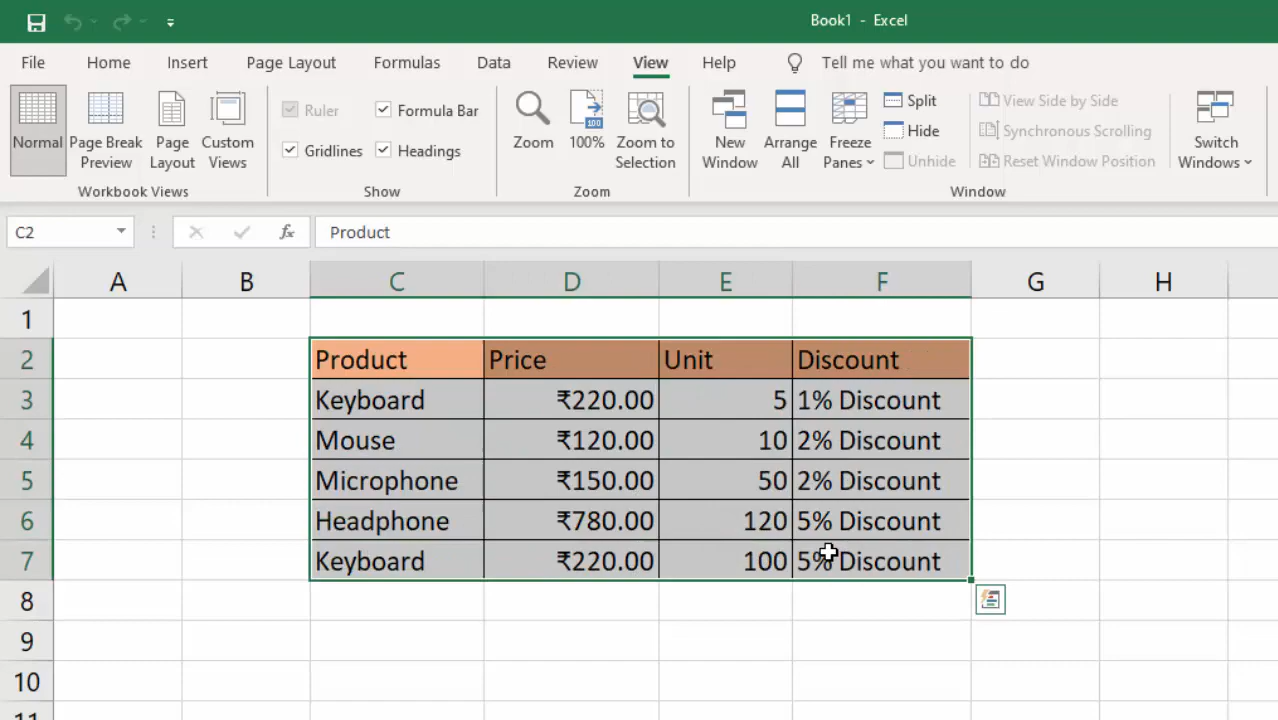 Book1 - Excel
File Home Insert Page Layout Formulas Data Review View Help Tell me what you want to do
Normal
Page Break Preview
Page Layout
Custom Views
Workbook Views
Ruler
Formula Bar
Gridlines
Headings
Show
Zoom
100
100%
Zoom to Selection
Zoom
New Window
Arrange All
Freeze Panes
Split
Hide
Unhide
View Side by Side
Synchronous Scrolling
Reset Window Position
Window
Switch Windows
C2 fx Product
A B C D E F G H
1
2 Product Price Unit Discount
3 Keyboard ₹220.00 5 1% Discount
4 Mouse ₹120.00 10 2% Discount
5 Microphone ₹150.00 50 2% Discount
6 Headphone ₹780.00 120 5% Discount
7 Keyboard ₹220.00 100 5% Discount
8
9
10
11